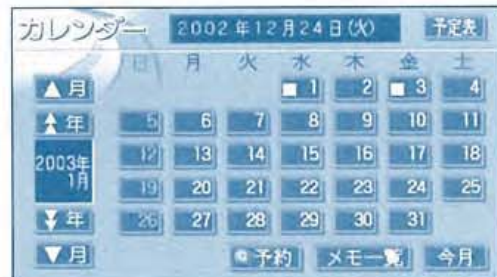 カレンダー 2002年12月24日(火) 予定表
日 月 火 水 木 金 土
▲月 1 2 3 4
年 5 6 7 8 9 10 11
2003年 1月 12 13 14 15 16 17 18
19 20 21 22 23 24 25
年 26 27 28 29 30 31
▼月 予約 メモ一覧 今月